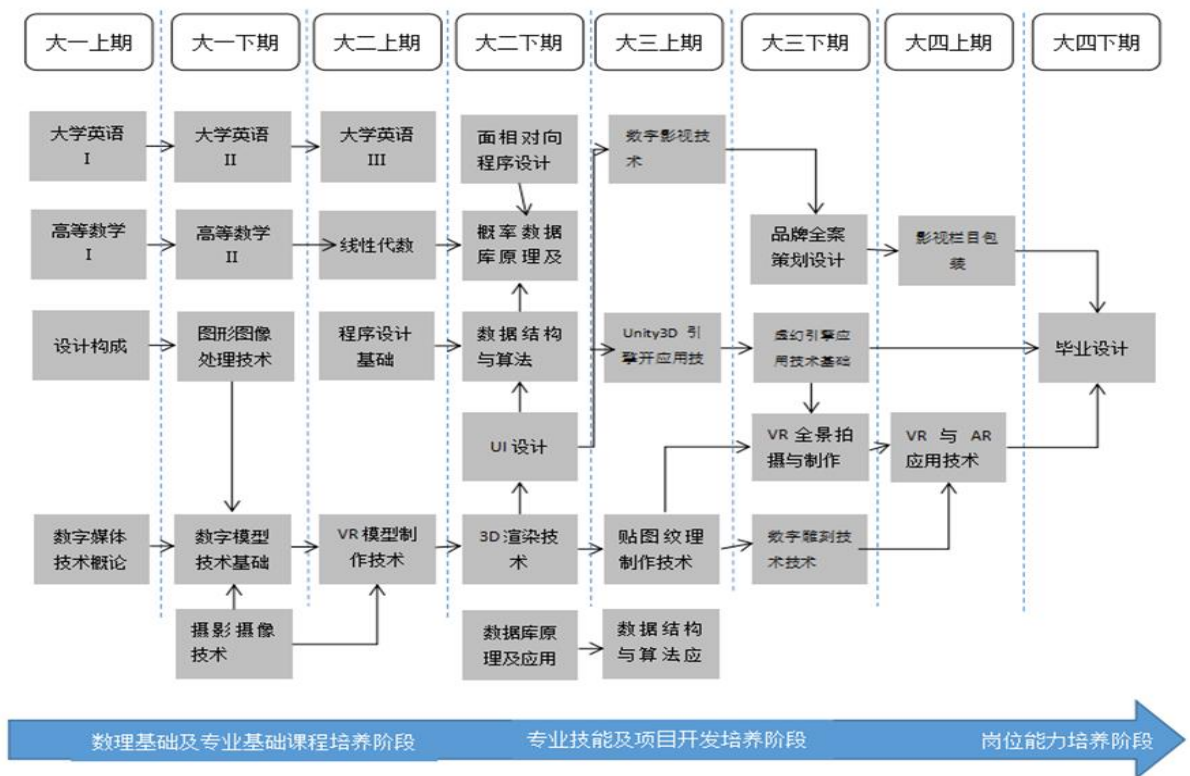 大一上期
大一下期
大二上期
大二下期
大三上期
大三下期
大四上期
大四下期
大学英语
I
大学英语
II
大学英语
III
面相对向
程序设计
数字影视技
术
高等数学
I
高等数学
II
线性代数
概率数据
库原理及
品牌全案
策划设计
影视栏目包
装
设计构成
图形图像
处理技术
程序设计
基础
数据结构
与算法
Unity3D 引
擎开应用技
虚幻引擎应
用技术基础
毕业设计
UI 设计
VR 全景拍
摄与制作
VR 与 AR
应用技术
数字媒体
技术概论
数字模型
技术基础
VR 模型制
作技术
3D 渲染技
术
贴图纹理
制作技术
数字雕刻技
术技术
摄影摄像
技术
数据库原
理及应用
数据结构
与算法应
数理基础及专业基础课程培养阶段
专业技能及项目开发培养阶段
岗位能力培养阶段